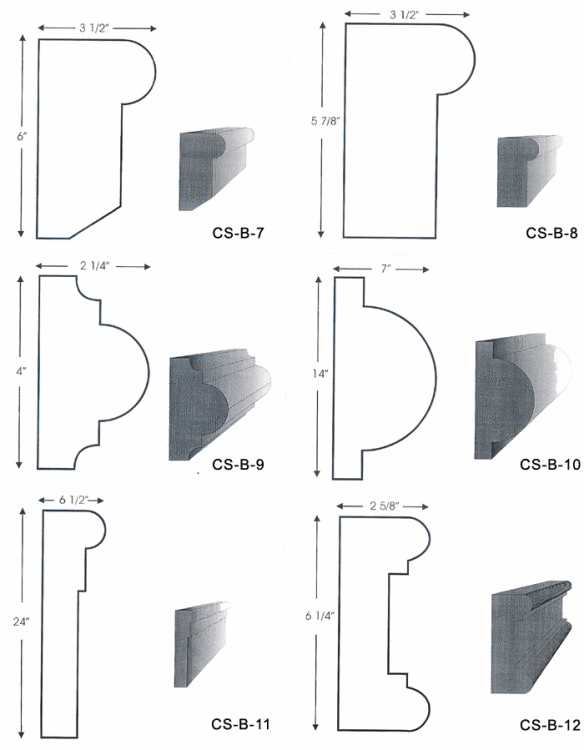 3 1/2"
6"
CS-B-7
3 1/2"
5 7/8"
CS-B-8
2 1/4"
4"
CS-B-9
7"
14"
CS-B-10
6 1/2"
24"
CS-B-11
2 5/8"
6 1/4"
CS-B-12